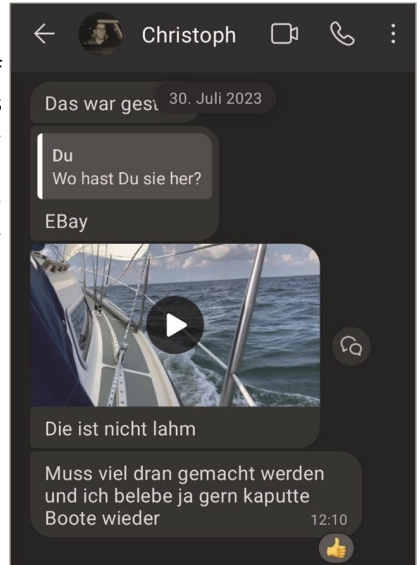 Christoph
30. Juli 2023
Das war gest
Du
Wo hast Du sie her?
EBay
Die ist nicht lahm
Muss viel dran gemacht werden
und ich belebe ja gern kaputte
Boote wieder
12:10